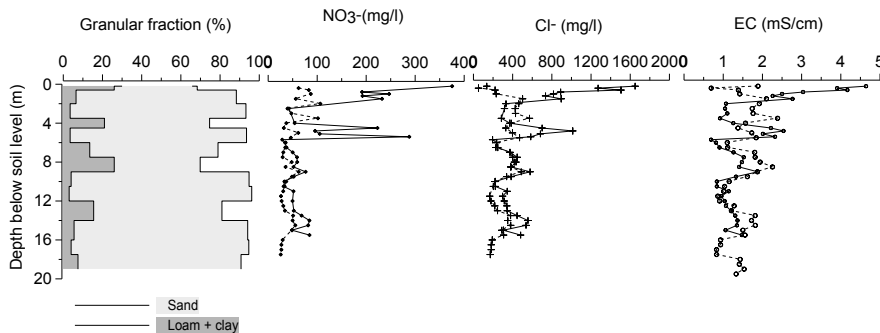 Granular fraction (%)
NO3-(mg/l)
Cl- (mg/l)
EC (mS/cm)
0 20 40 60 80 100
0 100 200 300 400
0 400 800 1200 1600 2000
0 1 2 3 4 5
Depth below soil level (m)
0
4
8
12
16
20
Sand
Loam + clay